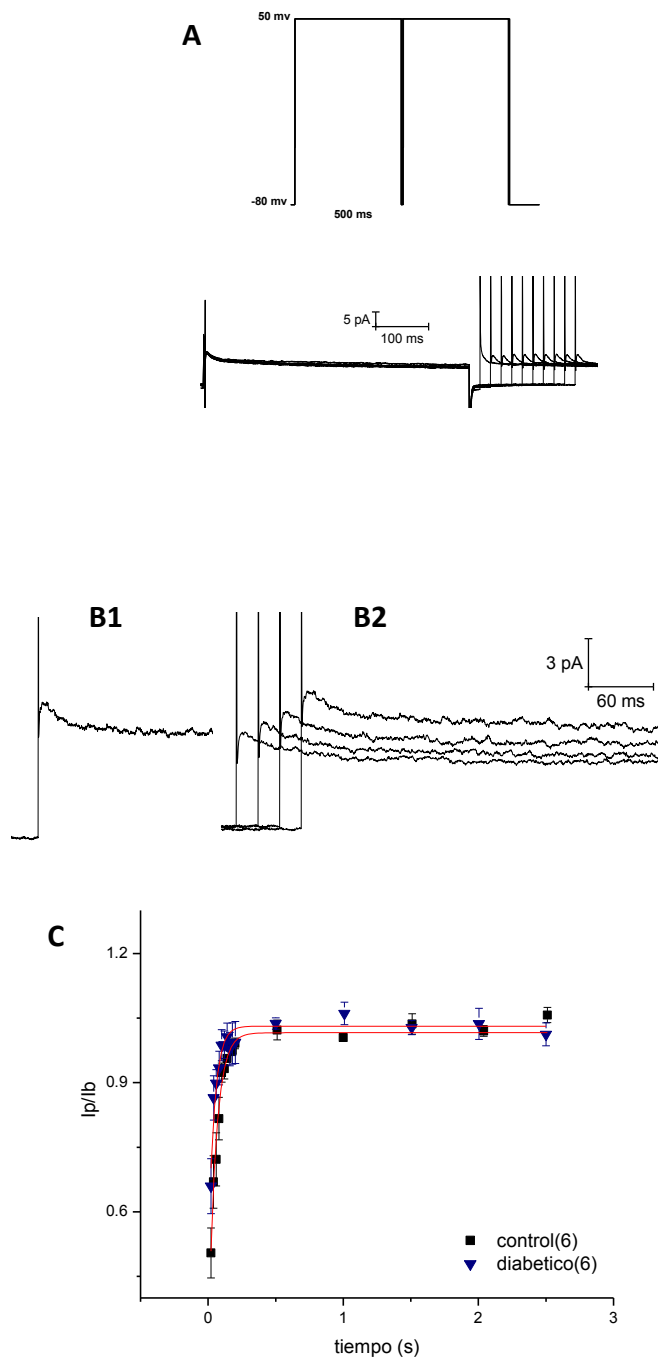 A
50 mv
-80 mv
500 ms
5 pA
100 ms
B1
B2
3 pA
60 ms
C
Ip/Ib
1.2
0.9
0.6
control(6)
diabetico(6)
0
1
2
3
tiempo (s)